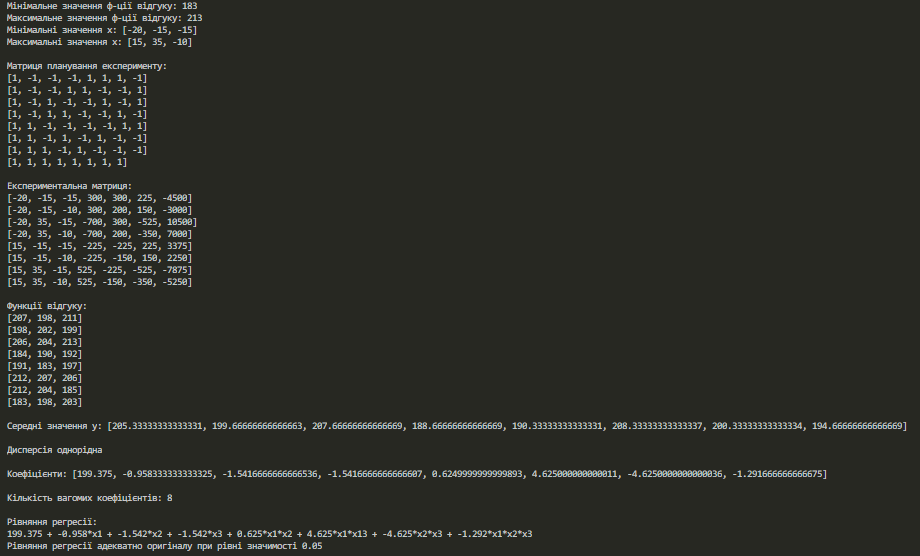 Мінімальне значення ф-ції відгуку: 183
Максимальне значення ф-ції відгуку: 213
Мінімальні значення x: [-20, -15, -15]
Максимальні значення x: [15, 35, -10]
Матриця планування експерименту:
[1, -1, -1, -1, 1, 1, 1, -1]
[1, -1, -1, 1, 1, -1, -1, 1]
[1, -1, 1, -1, -1, 1, -1, 1]
[1, -1, 1, 1, -1, -1, 1, -1]
[1, 1, -1, -1, -1, -1, 1, 1]
[1, 1, -1, 1, -1, 1, -1, -1]
[1, 1, 1, -1, 1, -1, -1, -1]
[1, 1, 1, 1, 1, 1, 1, 1]
Експериментальна матриця:
[-20, -15, -15, 300, 300, 225, -4500]
[-20, -15, -10, 300, 200, 150, -3000]
[-20, 35, -15, -700, 300, -525, 10500]
[-20, 35, -10, -700, 200, -350, 7000]
[15, -15, -15, -225, -225, 225, 3375]
[15, -15, -10, -225, -150, 150, 2250]
[15, 35, -15, 525, -225, -525, -7875]
[15, 35, -10, 525, -150, -350, -5250]
Функції відгуку:
[207, 198, 211]
[198, 202, 199]
[206, 204, 213]
[184, 190, 192]
[191, 183, 197]
[212, 207, 206]
[212, 204, 185]
[183, 198, 203]
Середні значення y: [205.33333333333331, 199.66666666666663, 207.66666666666669, 188.66666666666669, 190.33333333333331, 208.33333333333337, 200.33333333333334, 194.66666666666669]
Дисперсія однорідна
Коефіцієнти: [199.375, -0.958333333333325, -1.5416666666666536, -1.5416666666666607, 0.6249999999999893, 4.625000000000011, -4.6250000000000036, -1.291666666666675]
Кількість вагомих коефіцієнтів: 8
Рівняння регресії:
199.375 + -0.958*x1 + -1.542*x2 + -1.542*x3 + 0.625*x1*x2 + 4.625*x1*x13 + -4.625*x2*x3 + -1.292*x1*x2*x3
Рівняння регресії адекватно оригіналу при рівні значимості 0.05